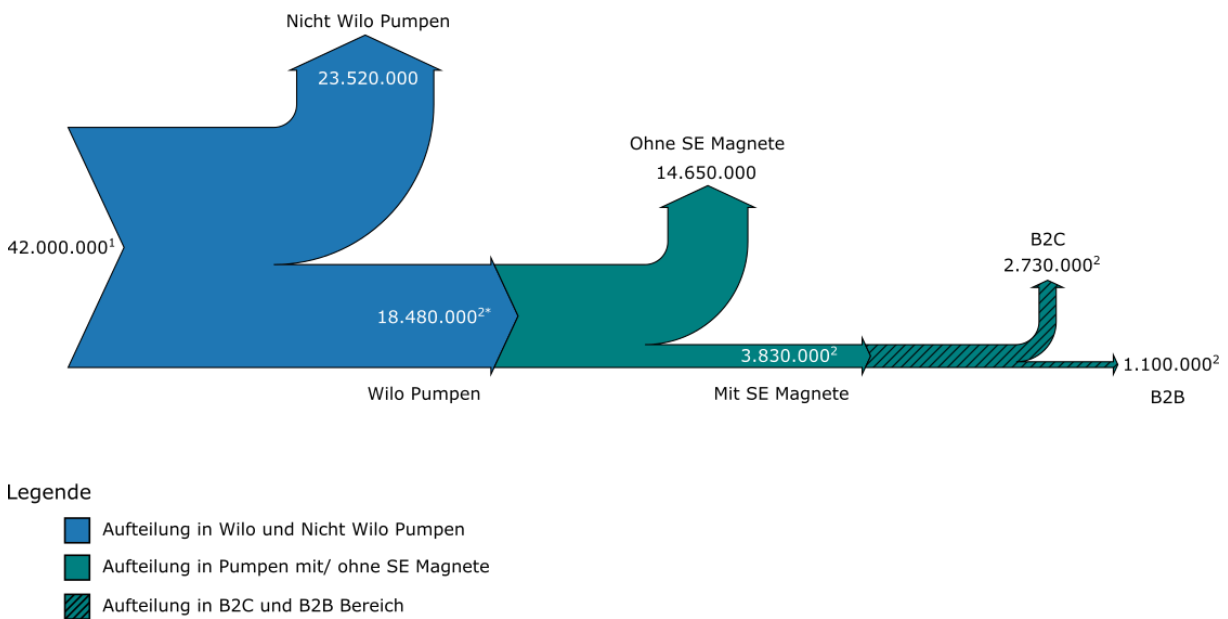 Nicht Wilo Pumpen
23.520.000
Ohne SE Magnete
14.650.000
B2C
2.730.000²
42.000.000¹
18.480.000²*
3.830.000²
1.100.000²
Wilo Pumpen
Mit SE Magnete
B2B
Legende
Aufteilung in Wilo und Nicht Wilo Pumpen
Aufteilung in Pumpen mit/ ohne SE Magnete
Aufteilung in B2C und B2B Bereich